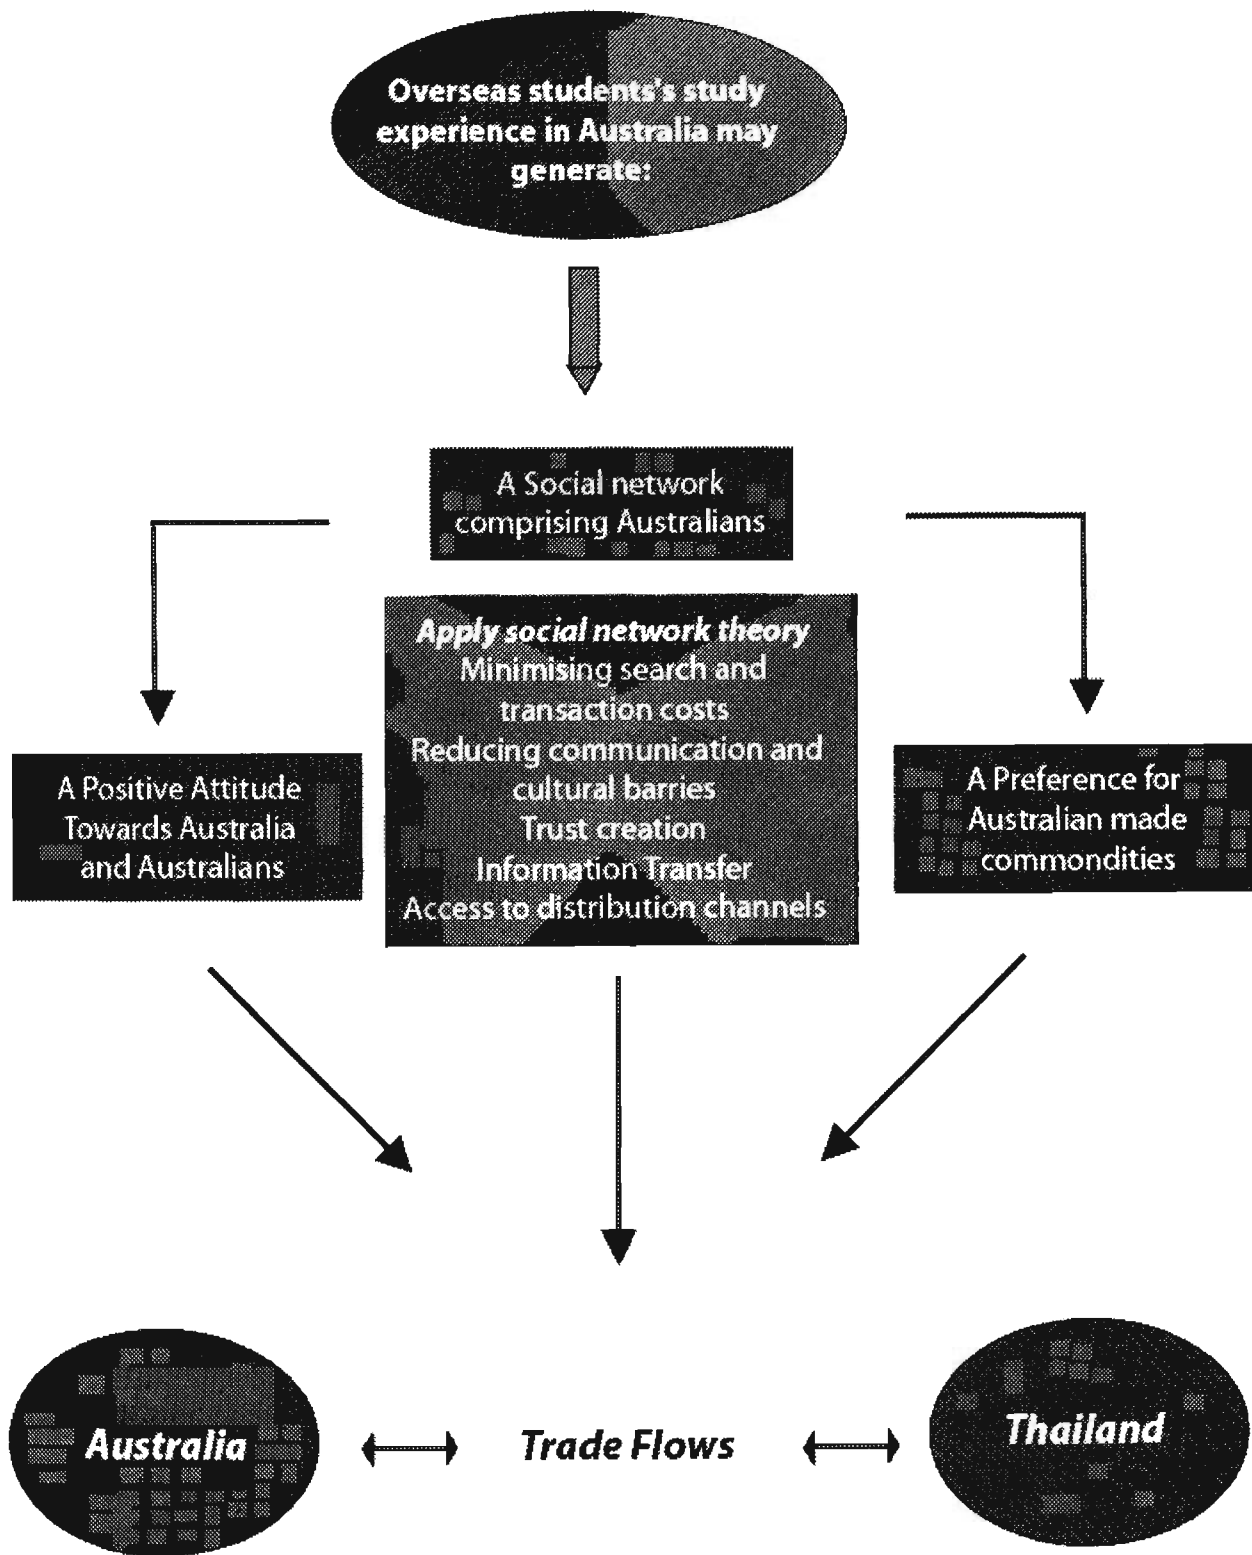 Overseas students's study
experience in Australia may
generate:
A Social network
comprising Australians
Apply social network theory
Minimising search and
transaction costs
Reducing communication and
cultural barries
Trust creation
Information Transfer
Access to distribution channels
A Positive Attitude
Towards Australia
and Australians
A Preference for
Australian made
commondities
Australia
Trade Flows
Thailand